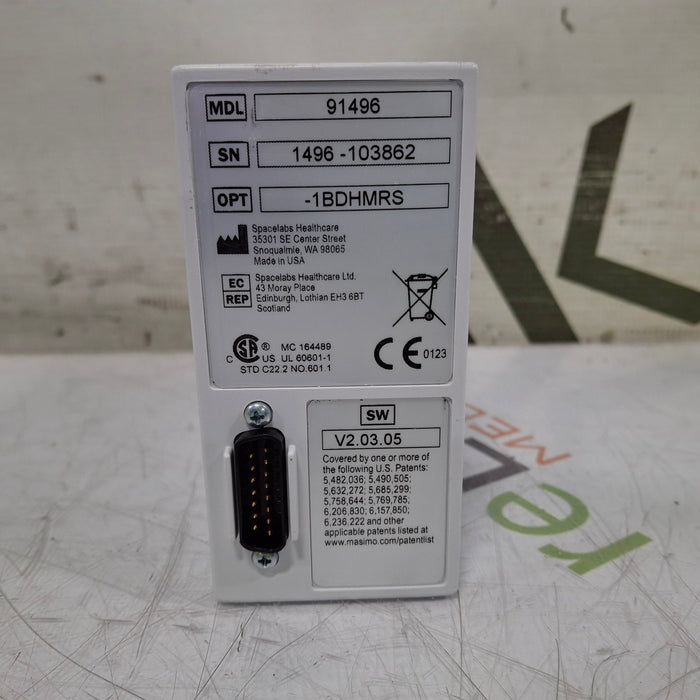 MDL 91496
SN 1496 -103862
OPT -1BDHMRS
Spacelabs Healthcare
35301 SE Center Street
Snoqualmie, WA 98065
Made in USA
EC REP
Spacelabs Healthcare Ltd.
43 Moray Place
Edinburgh, Lothian EH3 6BT
Scotland
C SA ® US
MC 164489
UL 60601-1
STD C22.2 NO.601.1
CE 0123
SW
V2.03.05
Covered by one or more of
the following U.S. Patents:
5,482,036; 5,490,505;
5,632,272; 5,685,299;
5,758,644; 5,769,785;
6,206,830; 6,157,850;
6,236,222 and other
applicable patents listed at
www.masimo.com/patentlist
re
MED